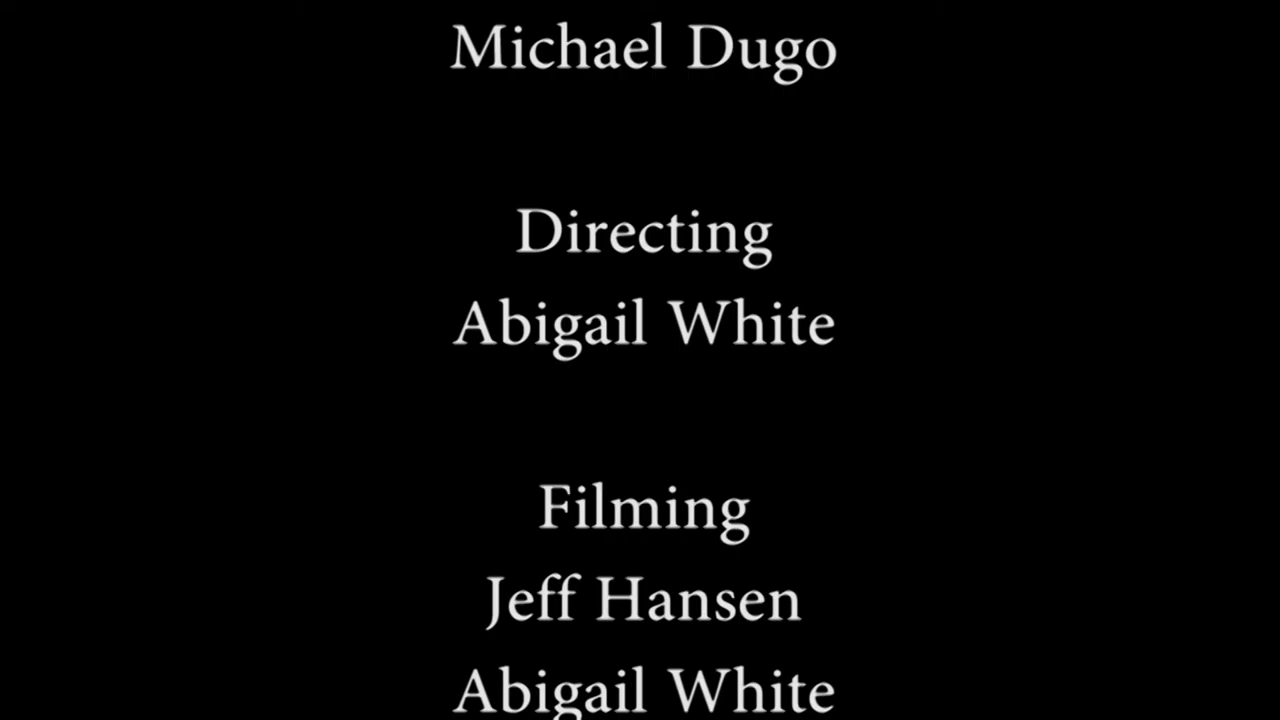 Michael Dugo
Directing
Abigail White
Filming
Jeff Hansen
Abigail White